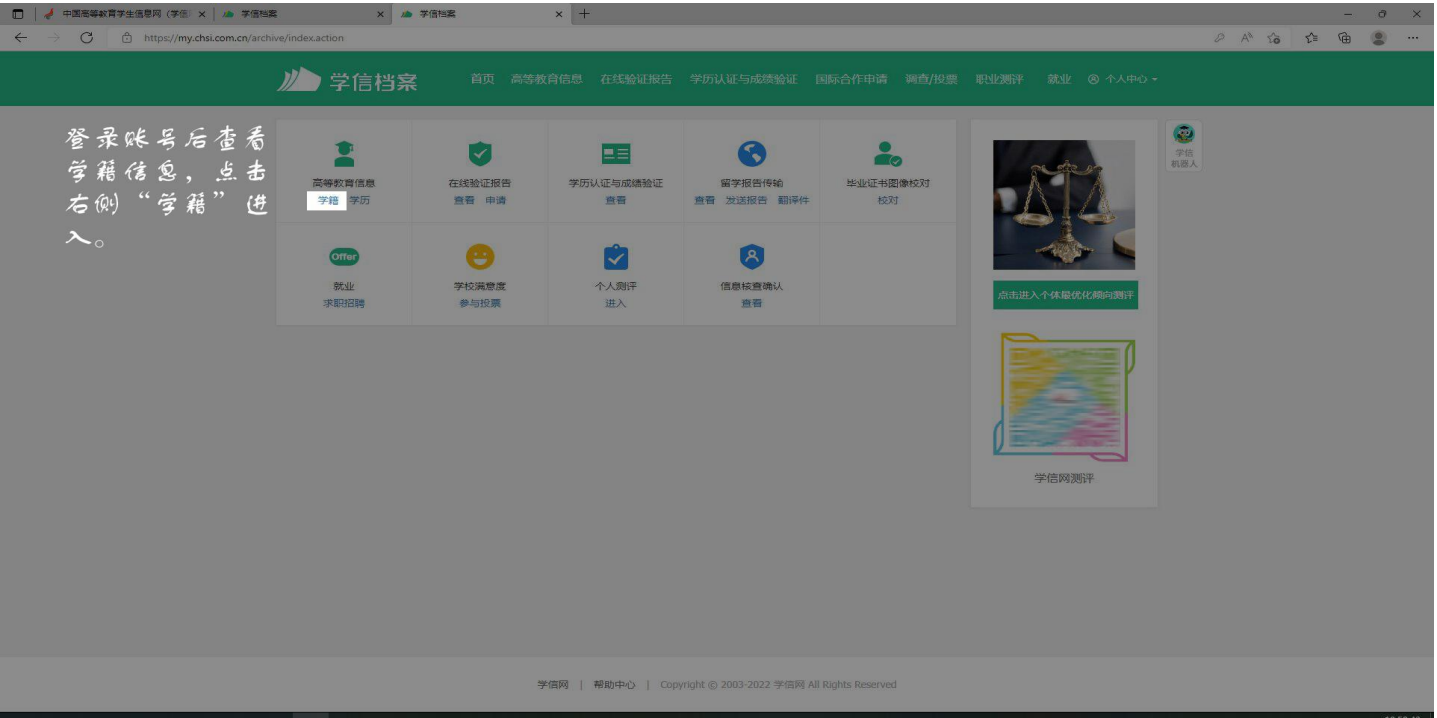 中国高等教育学生信息网（学信
学信档案
学信档案
https://my.chsi.com.cn/archive/index.action
学信档案
首页 高等教育信息 在线验证报告 学历认证与成绩验证 国际合作申请 调查/投票 职业测评 就业 个人中心
登录账号后查看
学籍信息，点击
右侧“学籍”进
入。
高等教育信息
学籍 学历
在线验证报告
查看 申请
学历认证与成绩验证
查看
留学报告传输
查看 发送报告 翻译件
毕业证书图像校对
校对
Offer
就业
求职招聘
学校满意度
参与投票
个人测评
进入
信息核查确认
查看
点击进入个体最优化倾向测评
学信网测评
学信
机器人
学信网 | 帮助中心 | Copyright © 2003-2022 学信网 All Rights Reserved